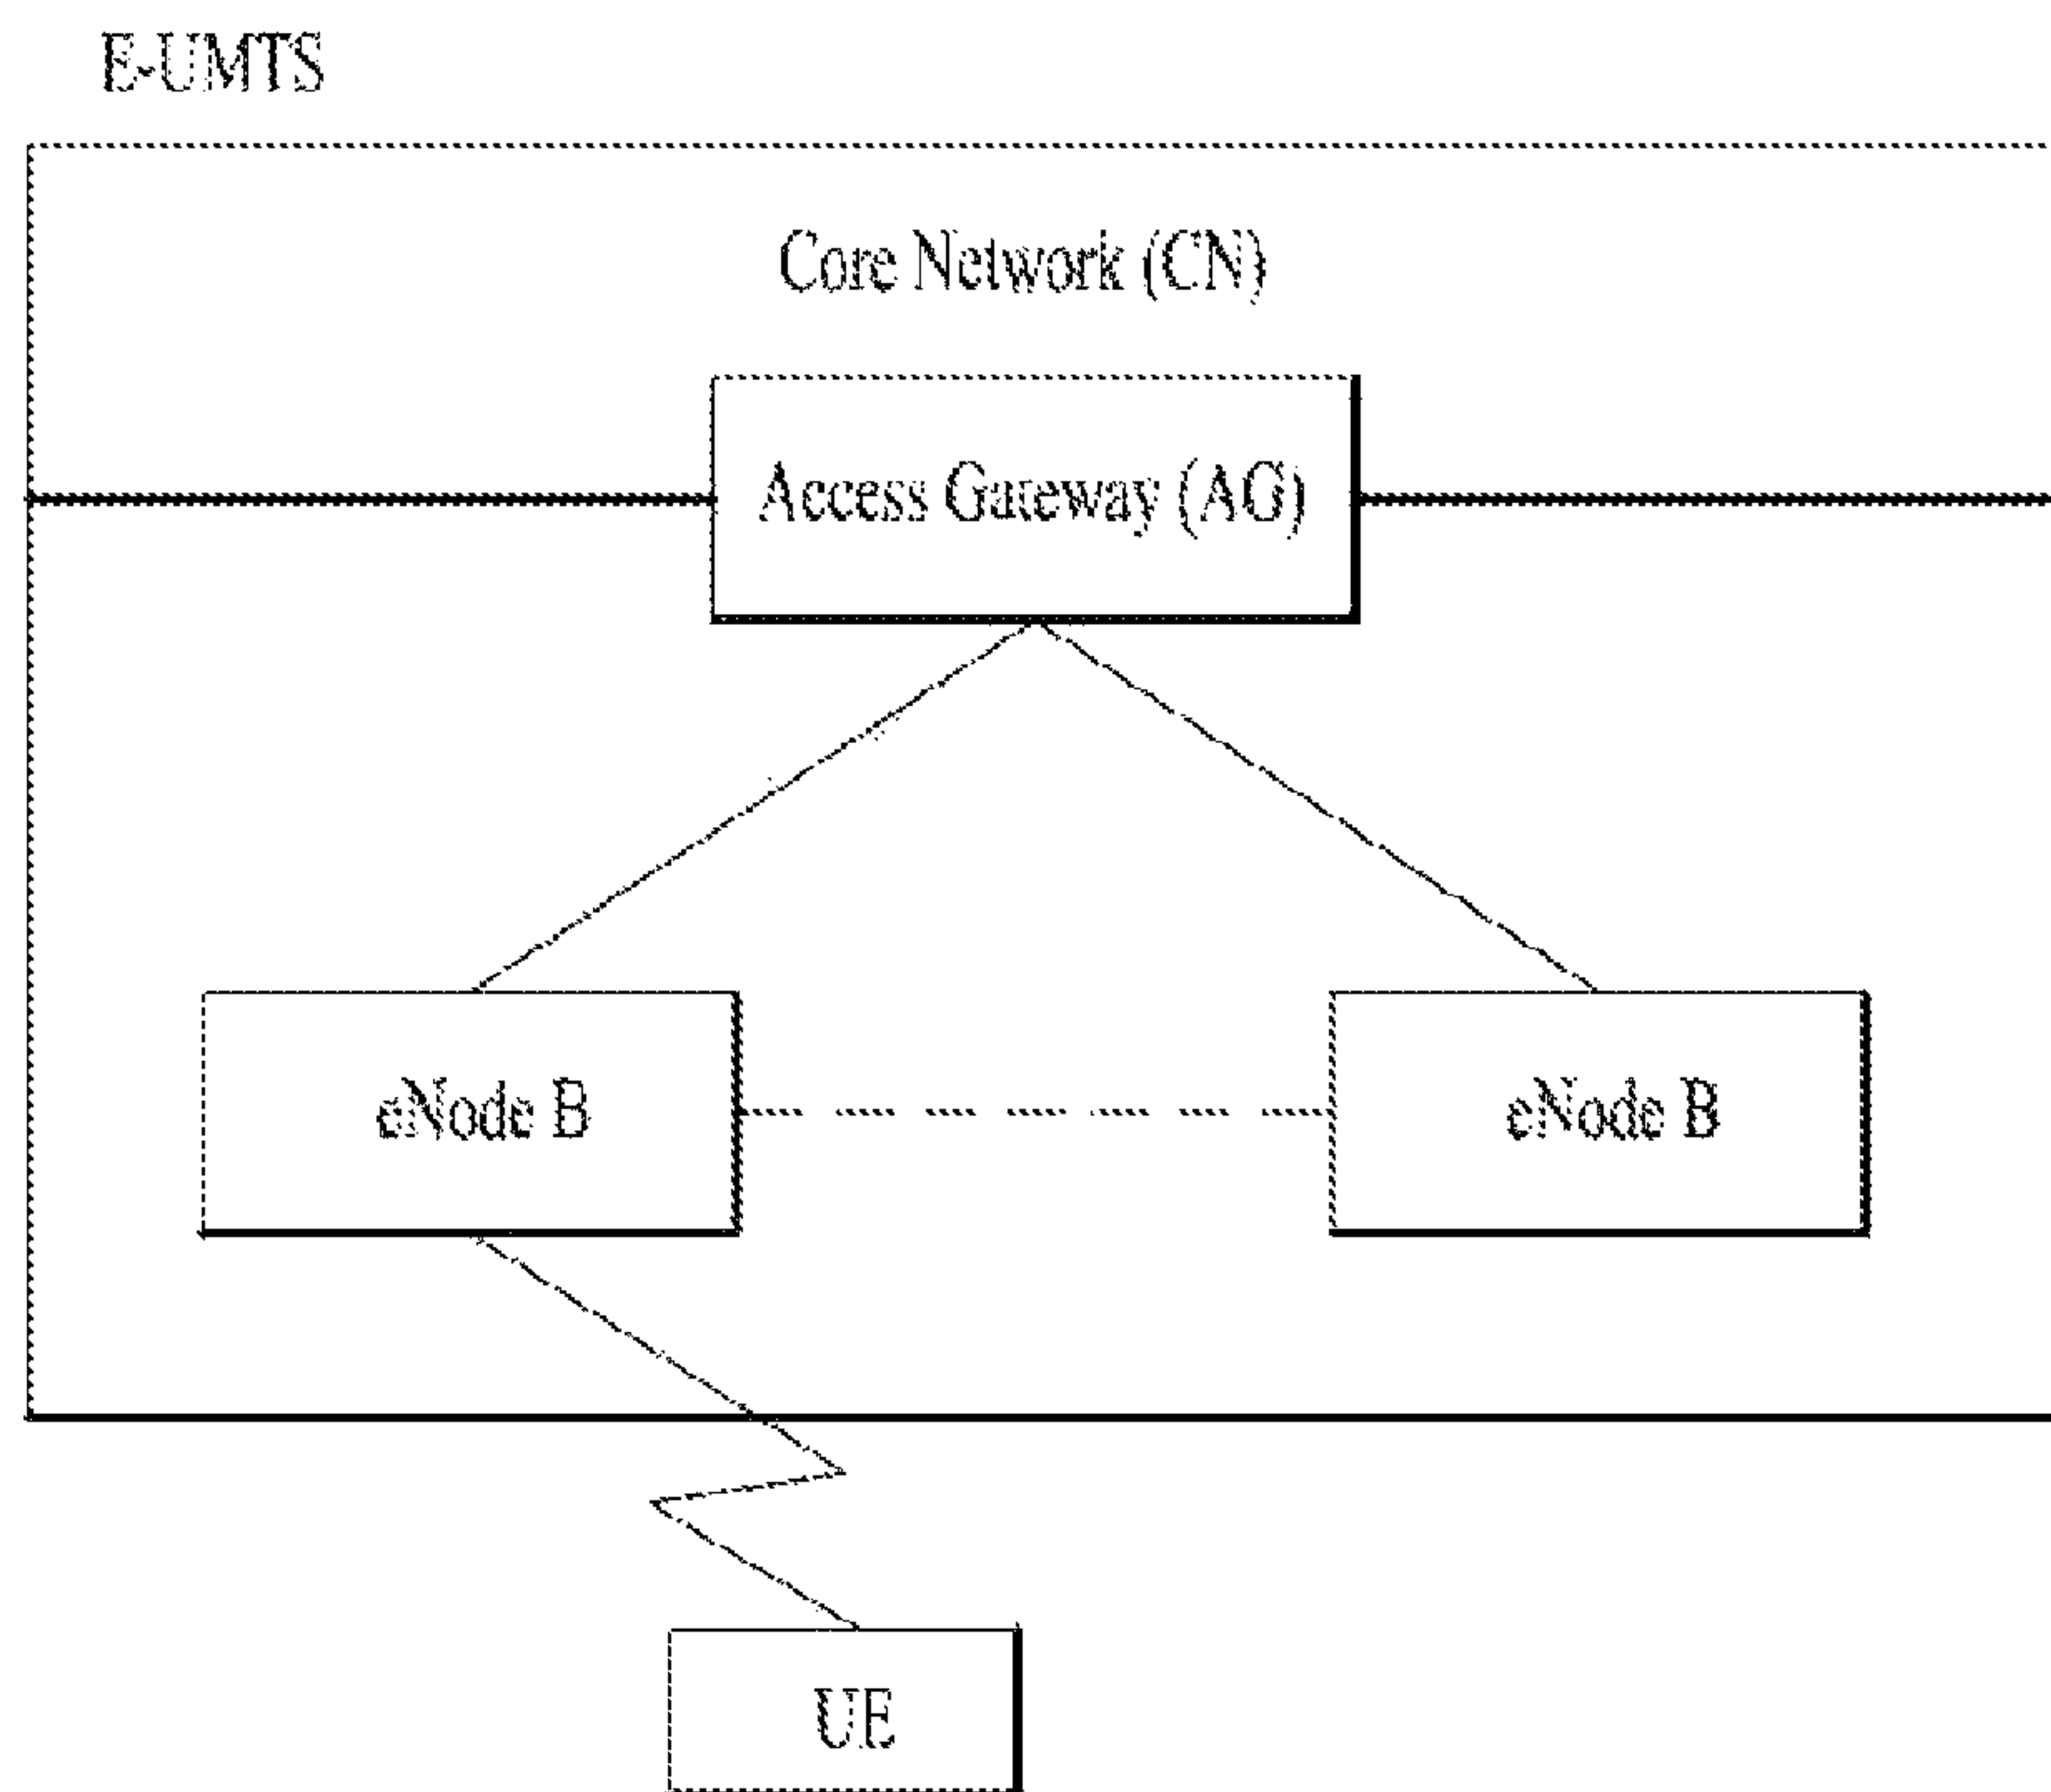 E-UMTS
Core Network (CN)
Access Gateway (AG)
eNode B
eNode B
UE